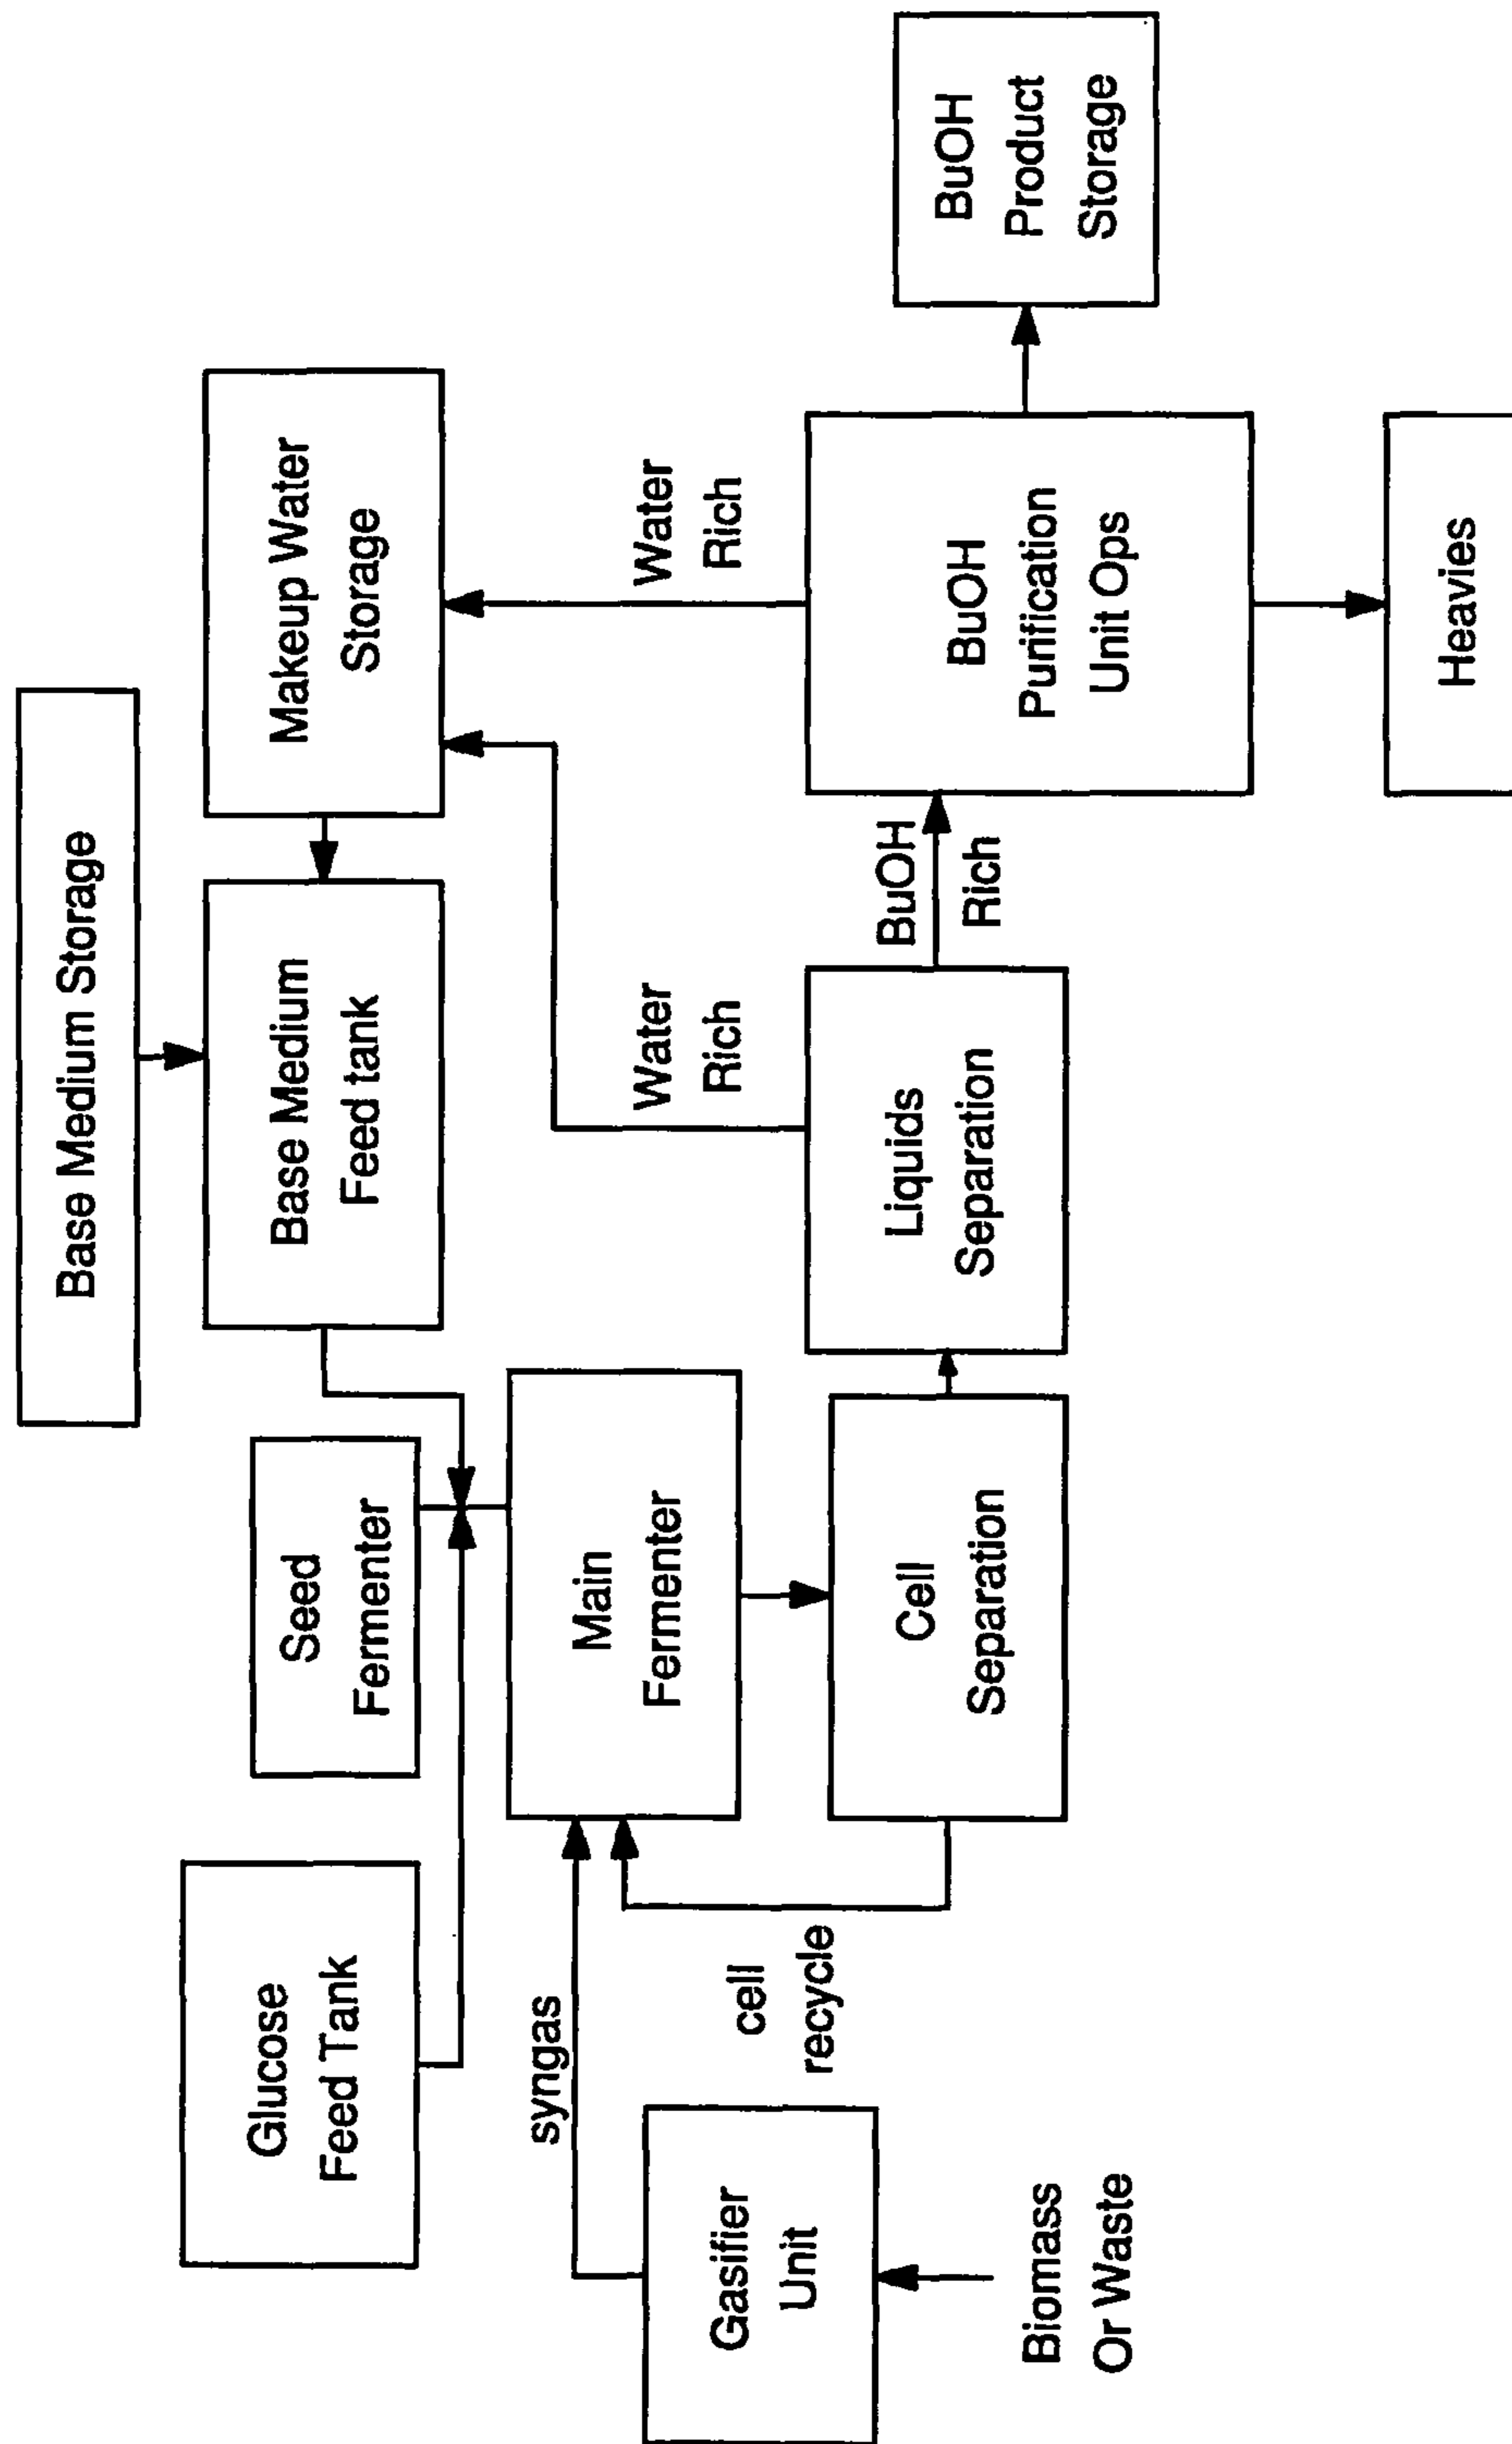 Base Medium Storage
Glucose
Feed Tank
Seed
Fermenter
Base Medium
Feed tank
Makeup Water
Storage
syngas
Main
Fermenter
Water
Rich
Water
Rich
Gasifier
Unit
cell
recycle
Cell
Separation
Liquids
Separation
BuOH
Rich
BuOH
Purification
Unit Ops
BuOH
Product
Storage
Biomass
Or Waste
Heavies